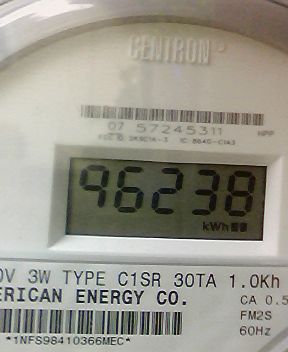 CENTRON®
07 57245311 HPP
96238
kWh
0V 3W TYPE C1SR 30TA 1.0Kh
ERICAN ENERGY CO.
CA 0.5
FM2S
60Hz
*1NFS98410366MEC*